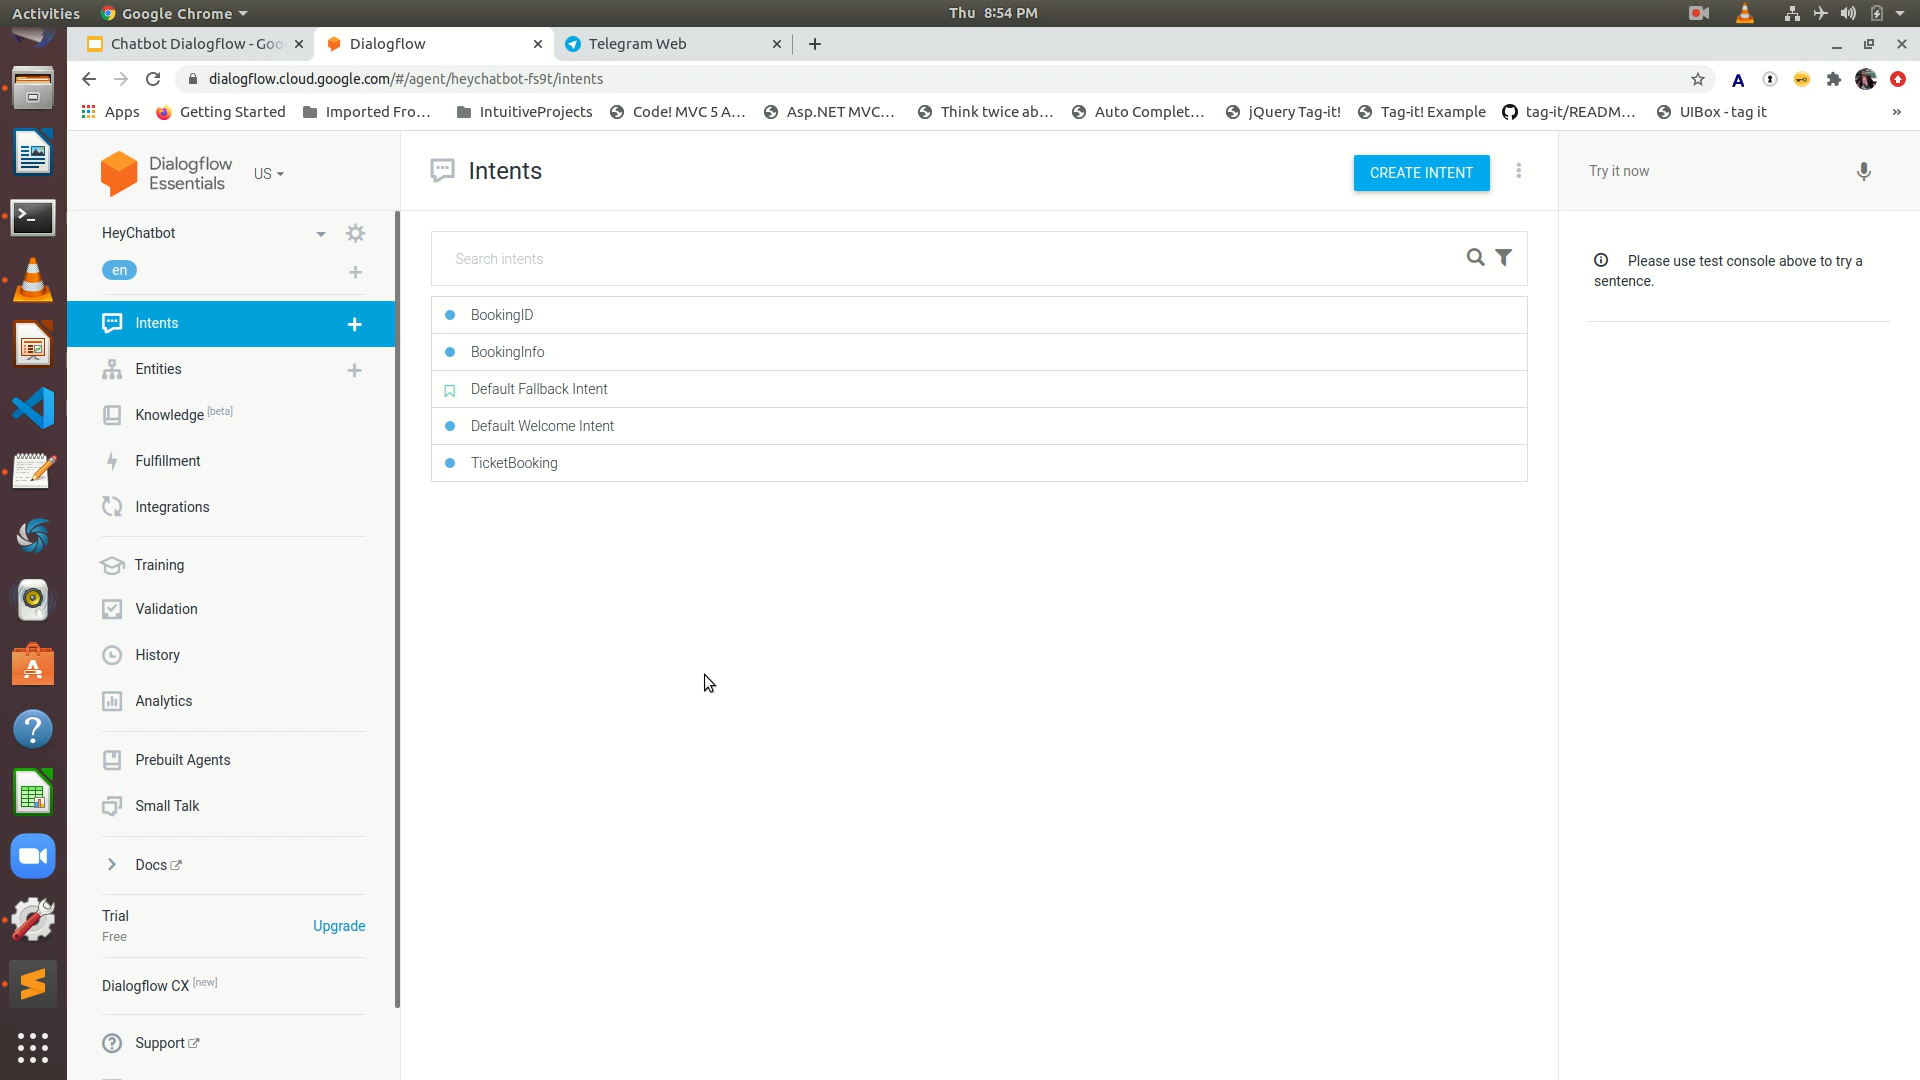 Activities Google Chrome Thu 8:54 PM
Chatbot Dialogflow - Goo Dialogflow Telegram Web
dialogflow.cloud.google.com/#/agent/heychatbot-fs9t/intents
Apps Getting Started Imported Fro... IntuitiveProjects Code! MVC 5 A... Asp.NET MVC... Think twice ab... Auto Complet... jQuery Tag-it! Tag-it! Example tag-it/READM... UIBox - tag it »
Dialogflow
Essentials
US
Intents
CREATE INTENT
Try it now
HeyChatbot
en
Search intents
Please use test console above to try a
sentence.
Intents
Entities
Knowledge [beta]
Fulfillment
Integrations
Training
Validation
History
Analytics
Prebuilt Agents
Small Talk
Docs
Trial
Free
Upgrade
Dialogflow CX [new]
Support
BookingID
BookingInfo
Default Fallback Intent
Default Welcome Intent
TicketBooking